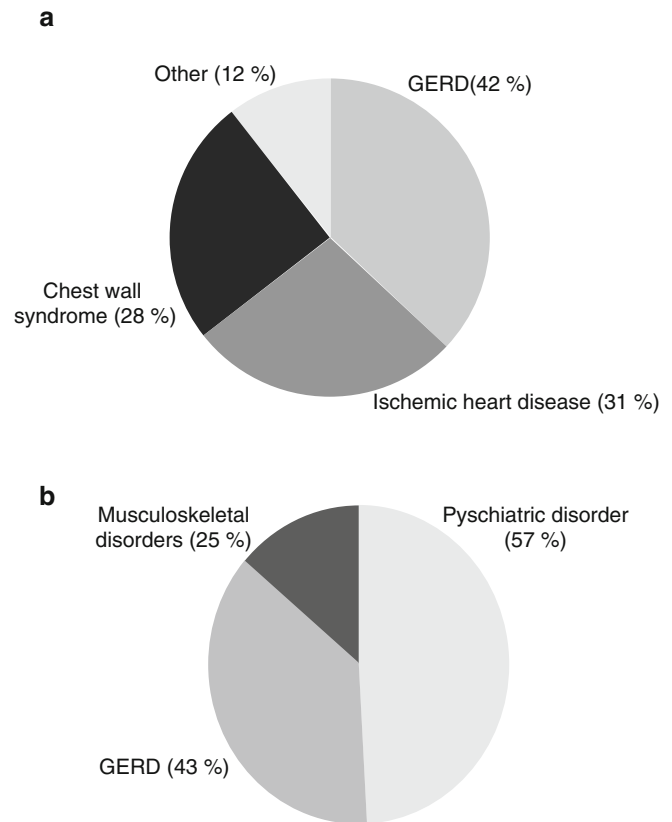 a
Other (12 %)
GERD(42 %)
Chest wall
syndrome (28 %)
Ischemic heart disease (31 %)
b
Musculoskeletal
disorders (25 %)
Pyschiatric disorder
(57 %)
GERD (43 %)